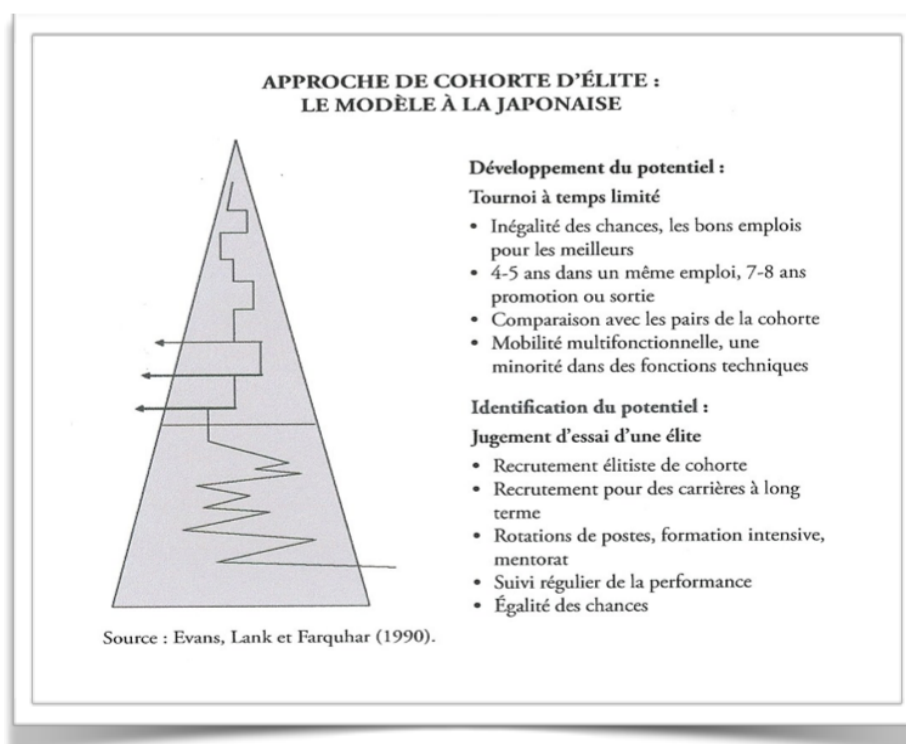 APPROCHE DE COHORTE D'ÉLITE :
LE MODÈLE À LA JAPONAISE
Développement du potentiel :
Tournoi à temps limité
• Inégalité des chances, les bons emplois
pour les meilleurs
• 4-5 ans dans un même emploi, 7-8 ans
promotion ou sortie
• Comparaison avec les pairs de la cohorte
• Mobilité multifonctionnelle, une
minorité dans des fonctions techniques
Identification du potentiel :
Jugement d'essai d'une élite
• Recrutement élitiste de cohorte
• Recrutement pour des carrières à long
terme
• Rotations de postes, formation intensive,
mentorat
• Suivi régulier de la performance
• Égalité des chances
Source : Evans, Lank et Farquhar (1990).